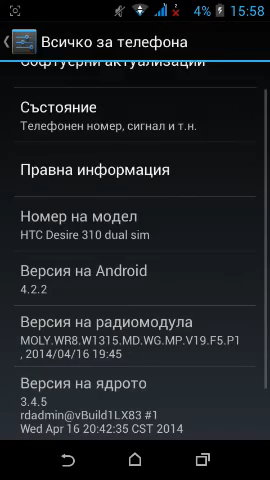 4% 15:58
Всичко за телефона
Софтуерни актуализации
Състояние
Телефонен номер, сигнал и т.н.
Правна информация
Номер на модел
HTC Desire 310 dual sim
Версия на Android
4.2.2
Версия на радиомодула
MOLY.WR8.W1315.MD.WG.MP.V19.F5.P1
, 2014/04/16 19:45
Версия на ядрото
3.4.5
rdadmin@vBuild1LX83 #1
Wed Apr 16 20:42:35 CST 2014